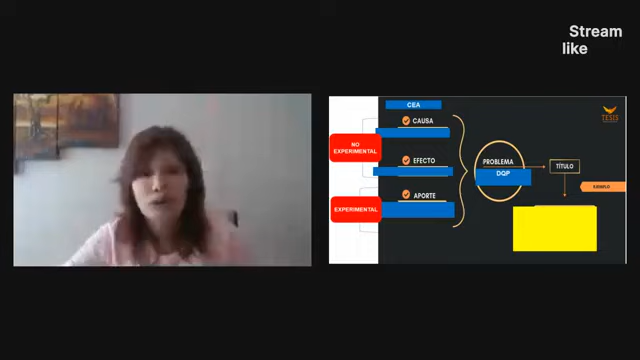 Stream
like
CEA
CAUSA
NO
EXPERIMENTAL
EFECTO
PROBLEMA
DQP
TÍTULO
EJEMPLO
APORTE
EXPERIMENTAL
TESIS